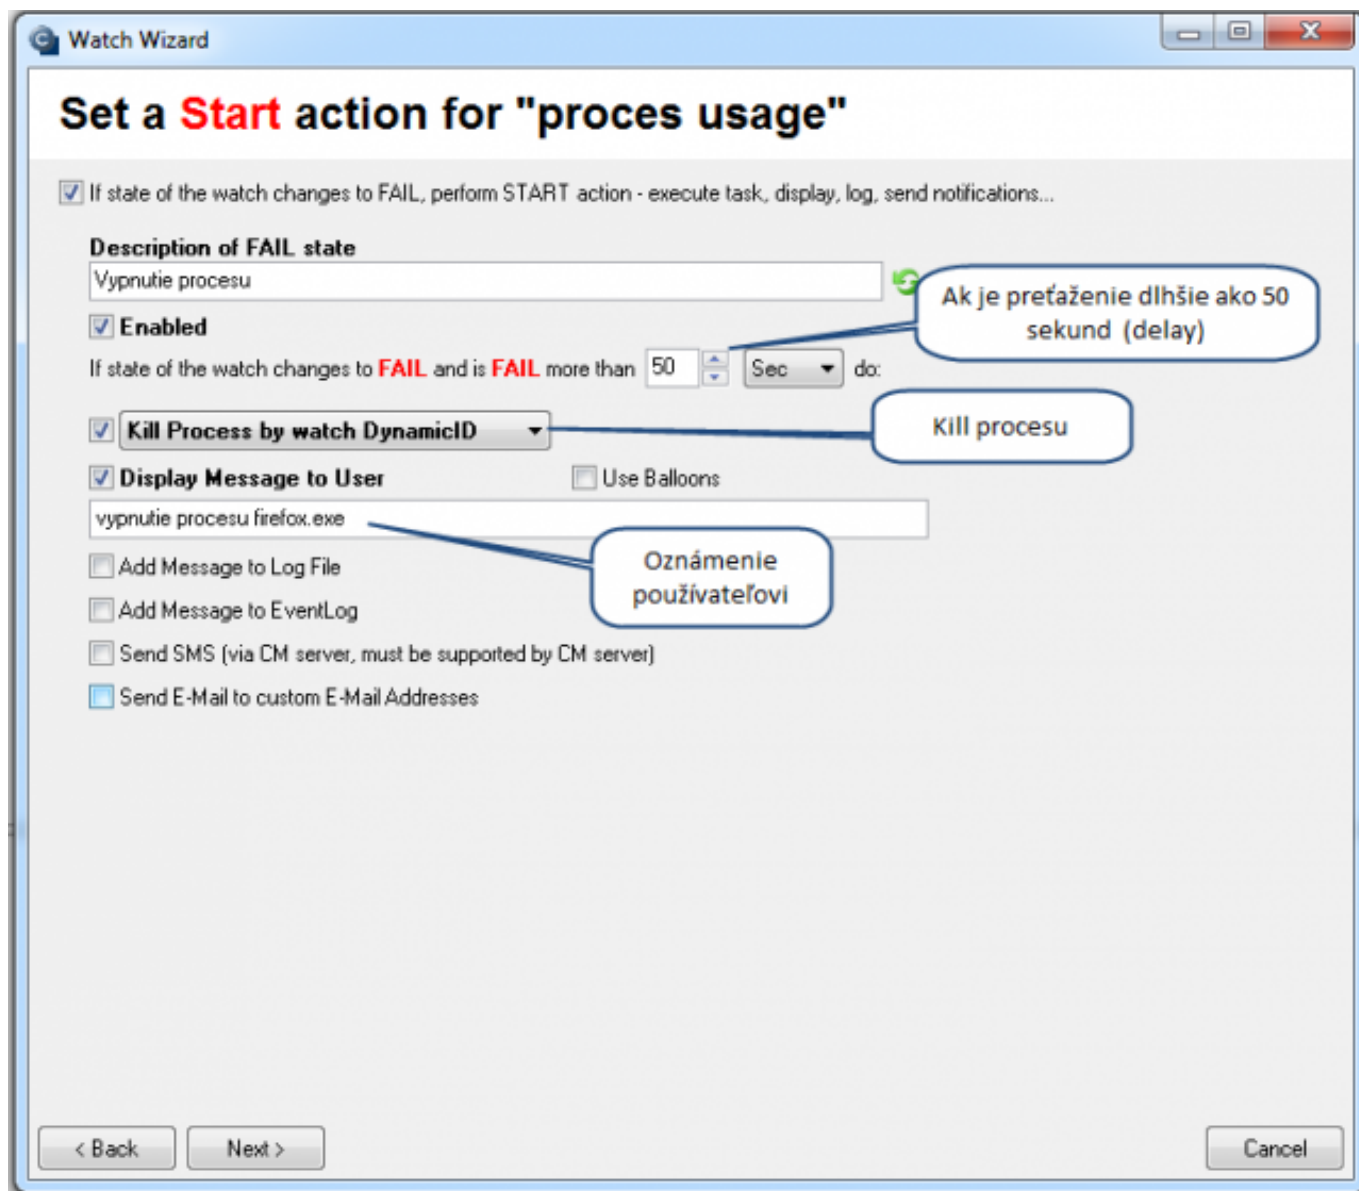 Watch Wizard
Set a Start action for "proces usage"
If state of the watch changes to FAIL, perform START action - execute task, display, log, send notifications...
Description of FAIL state
Vypnutie procesu
Ak je preťaženie dlhšie ako 50
sekund (delay)
Enabled
If state of the watch changes to FAIL and is FAIL more than 50 Sec do:
Kill Process by watch DynamicID
Kill procesu
Display Message to User
Use Balloons
vypnutie procesu firefox.exe
Oznámenie
používateľovi
Add Message to Log File
Add Message to EventLog
Send SMS (via CM server, must be supported by CM server)
Send E-Mail to custom E-Mail Addresses
< Back
Next >
Cancel